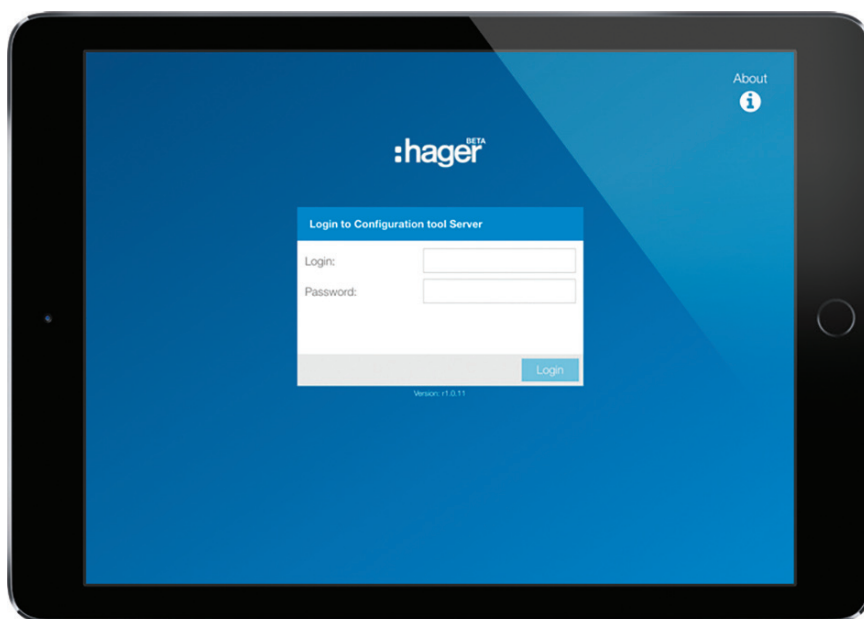 About
:hager BETA
Login to Configuration tool Server
Login:
Password:
Login
Version: r1.0.11